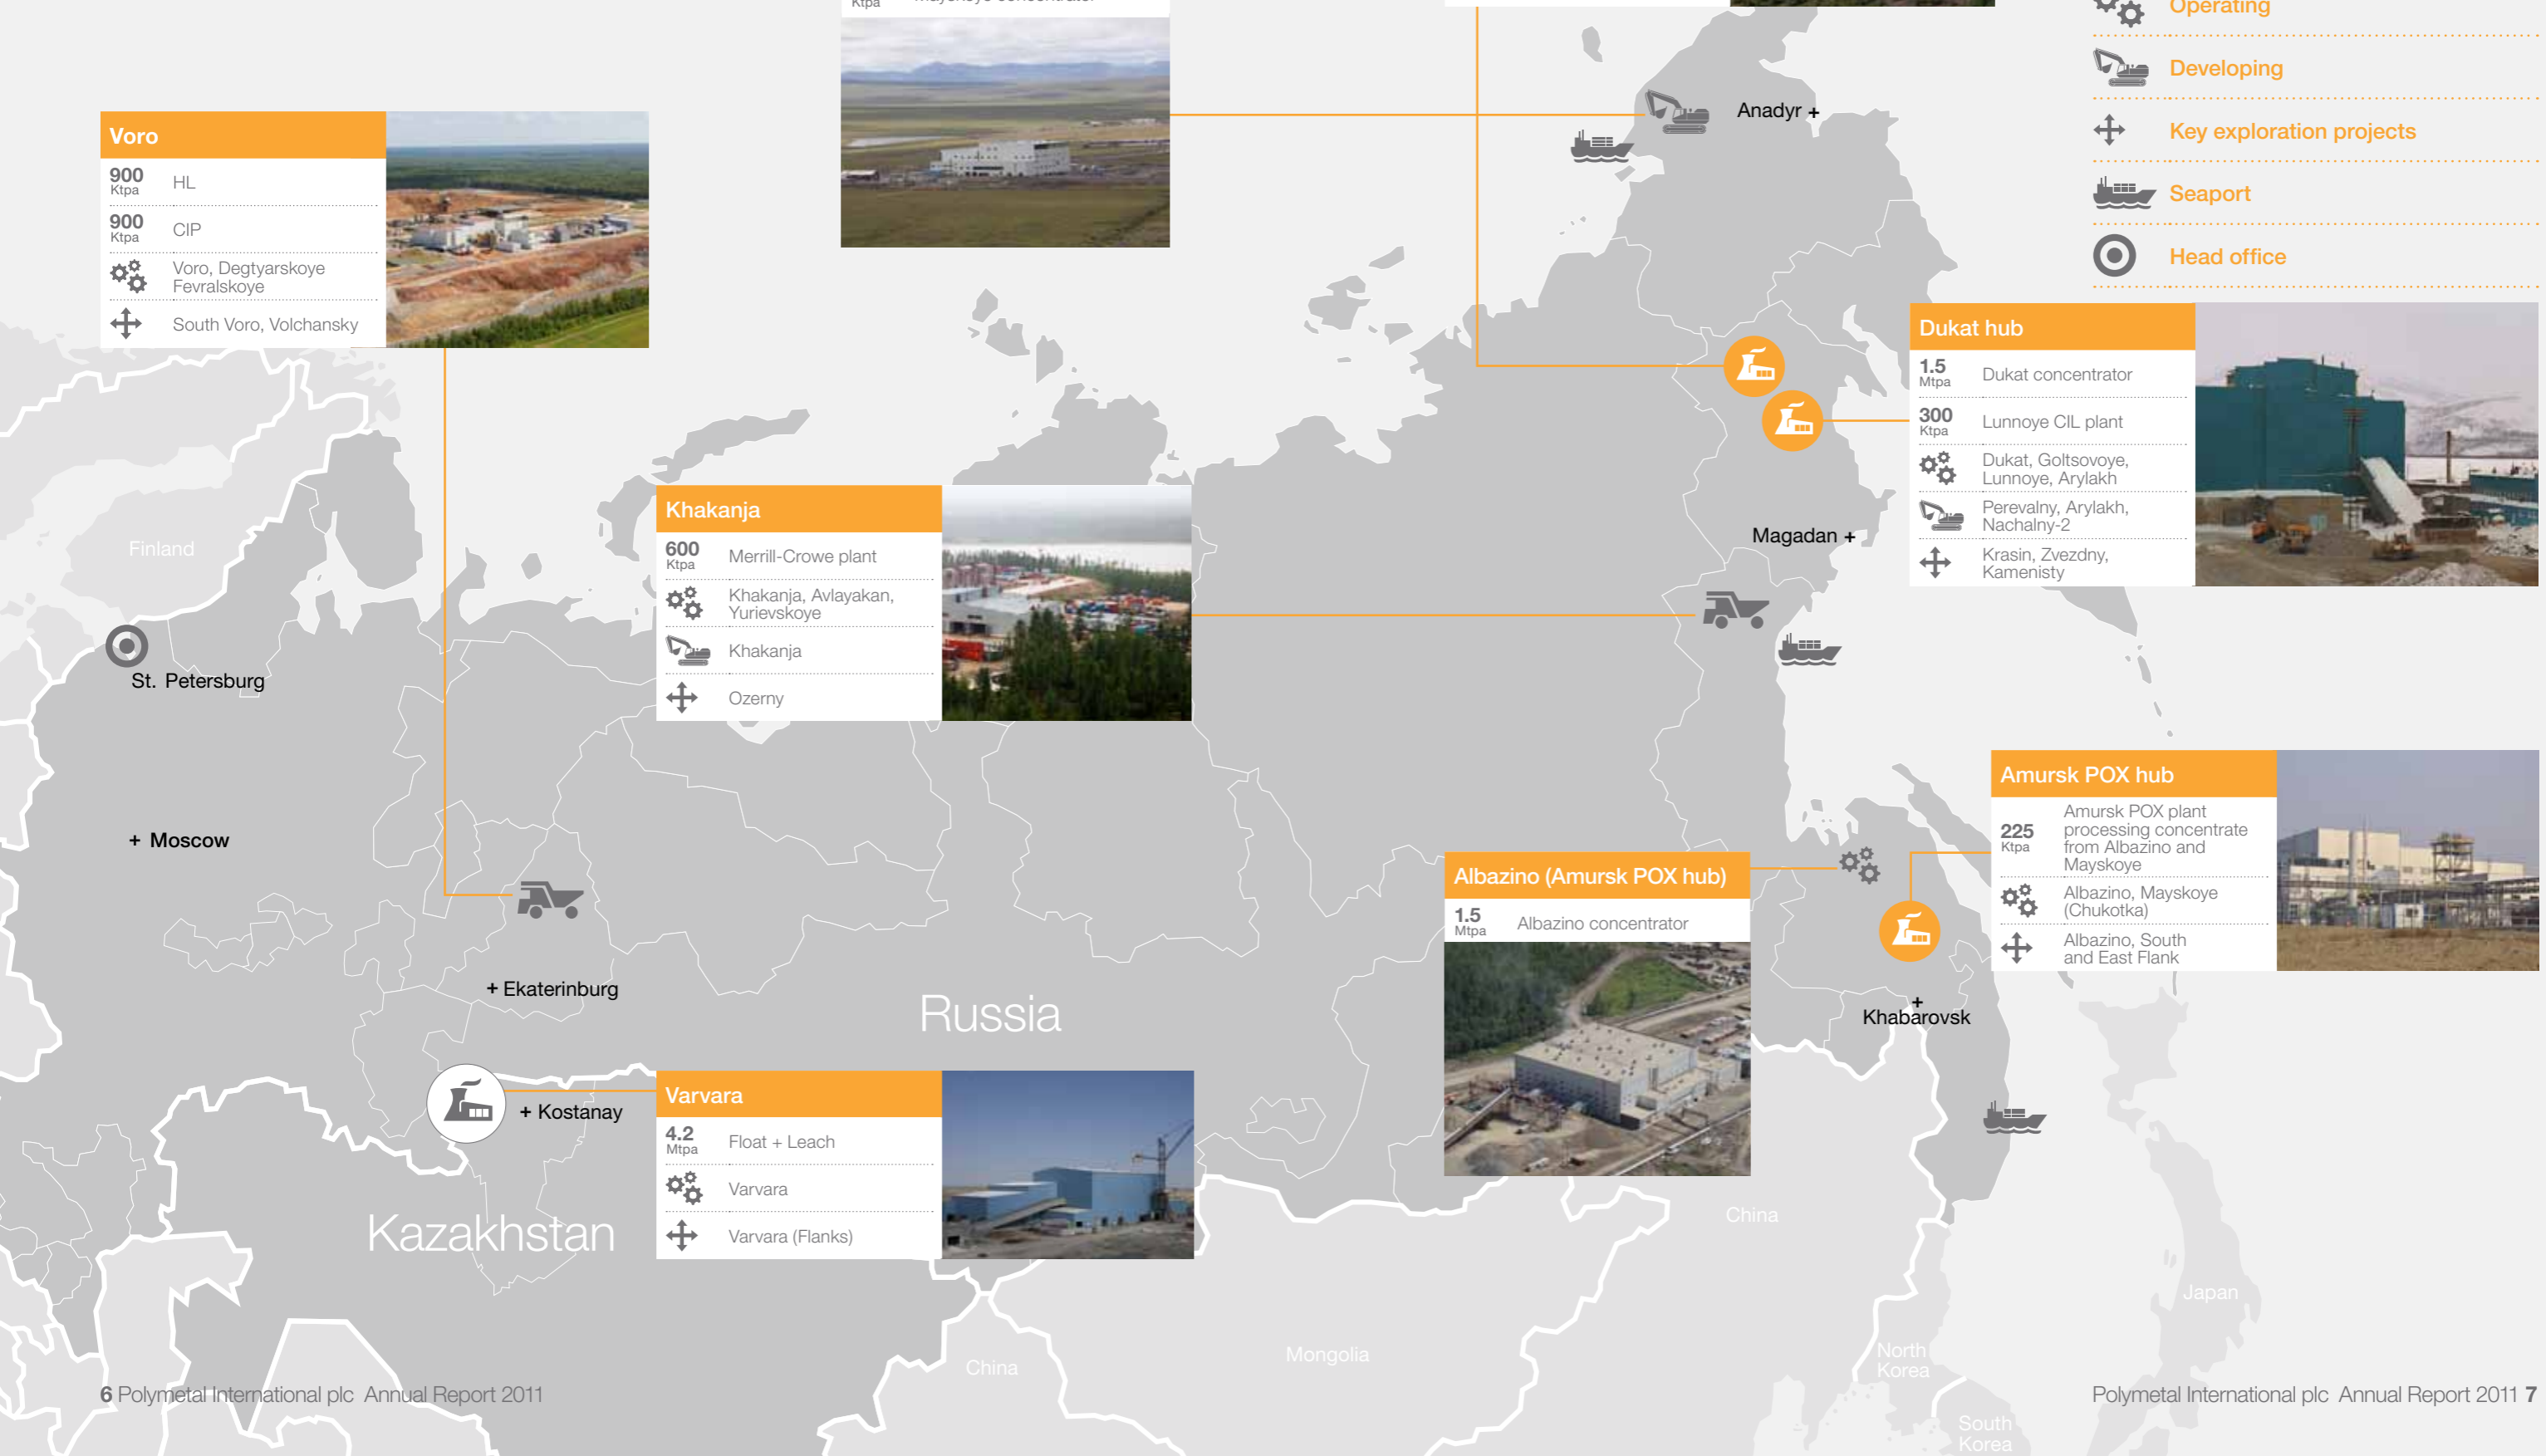 Ktpa
Operating
Developing
Key exploration projects
Seaport
Head office
Voro
900
Ktpa
HL
900
Ktpa
CIP
Voro, Degtyarskoye
Fevralskoye
South Voro, Volchansky
Anadyr +
Dukat hub
1.5
Mtpa
Dukat concentrator
300
Ktpa
Lunnoye CIL plant
Dukat, Goltsovoye,
Lunnoye, Arylakh
Perevalny, Arylakh,
Nachalny-2
Krasin, Zvezdny,
Kamenisty
Khakanja
600
Ktpa
Merrill-Crowe plant
Khakanja, Avlayakan,
Yurievskoye
Khakanja
Ozerny
Finland
Magadan +
St. Petersburg
+ Moscow
Amursk POX hub
225
Ktpa
Amursk POX plant
processing concentrate
from Albazino and
Mayskoye
Albazino, Mayskoye
(Chukotka)
Albazino, South
and East Flank
Albazino (Amursk POX hub)
1.5
Mtpa
Albazino concentrator
+ Ekaterinburg
Russia
+
Khabarovsk
+ Kostanay
Varvara
4.2
Mtpa
Float + Leach
Varvara
Varvara (Flanks)
Kazakhstan
China
Japan
Mongolia
China
North
Korea
South
Korea
6 Polymetal International plc Annual Report 2011
Polymetal International plc Annual Report 2011 7